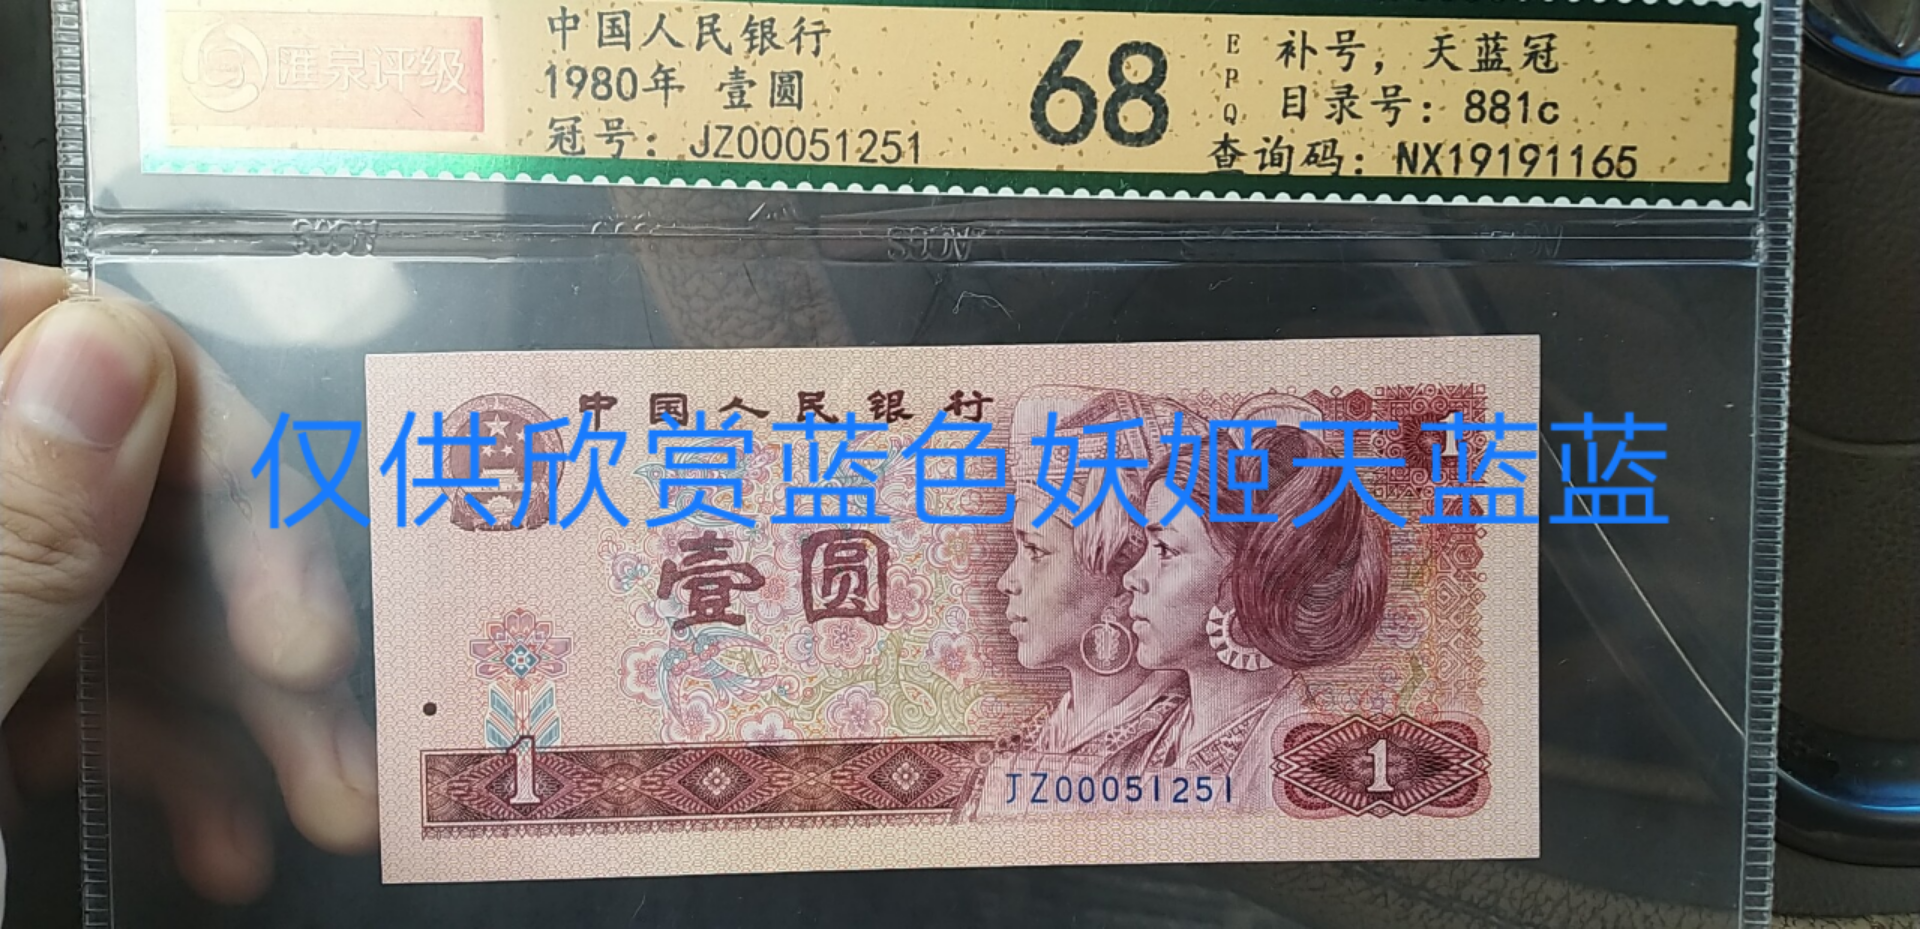 匯泉评级
中国人民银行
1980年 壹圆
冠号: JZ00051251
68
EPQ
补号, 天蓝冠
目录号: 881c
查询码: NX19191165
ACGS
中国人民银行
1
仅供欣赏蓝色妖姬天蓝蓝
壹圆
1
JZ00051251
1